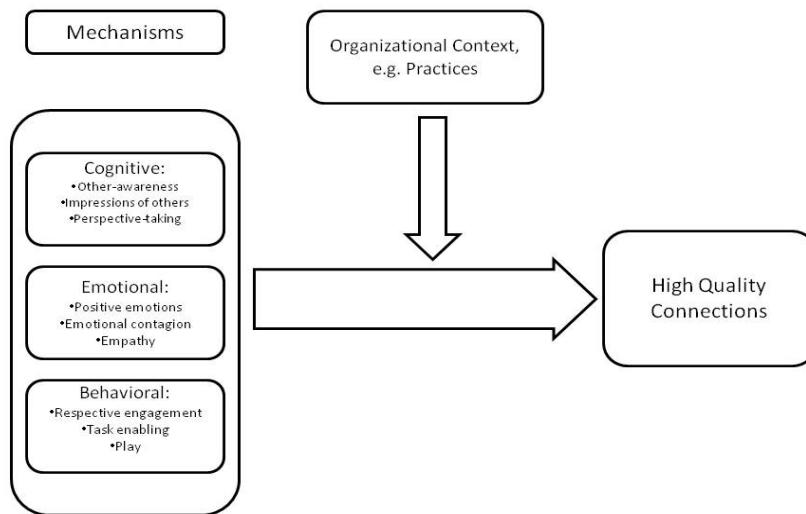 Mechanisms
Organizational Context,
e.g. Practices
Cognitive:
•Other-awareness
•Impressions of others
•Perspective-taking
Emotional:
•Positive emotions
•Emotional contagion
•Empathy
Behavioral:
•Respective engagement
•Task enabling
•Play
High Quality
Connections